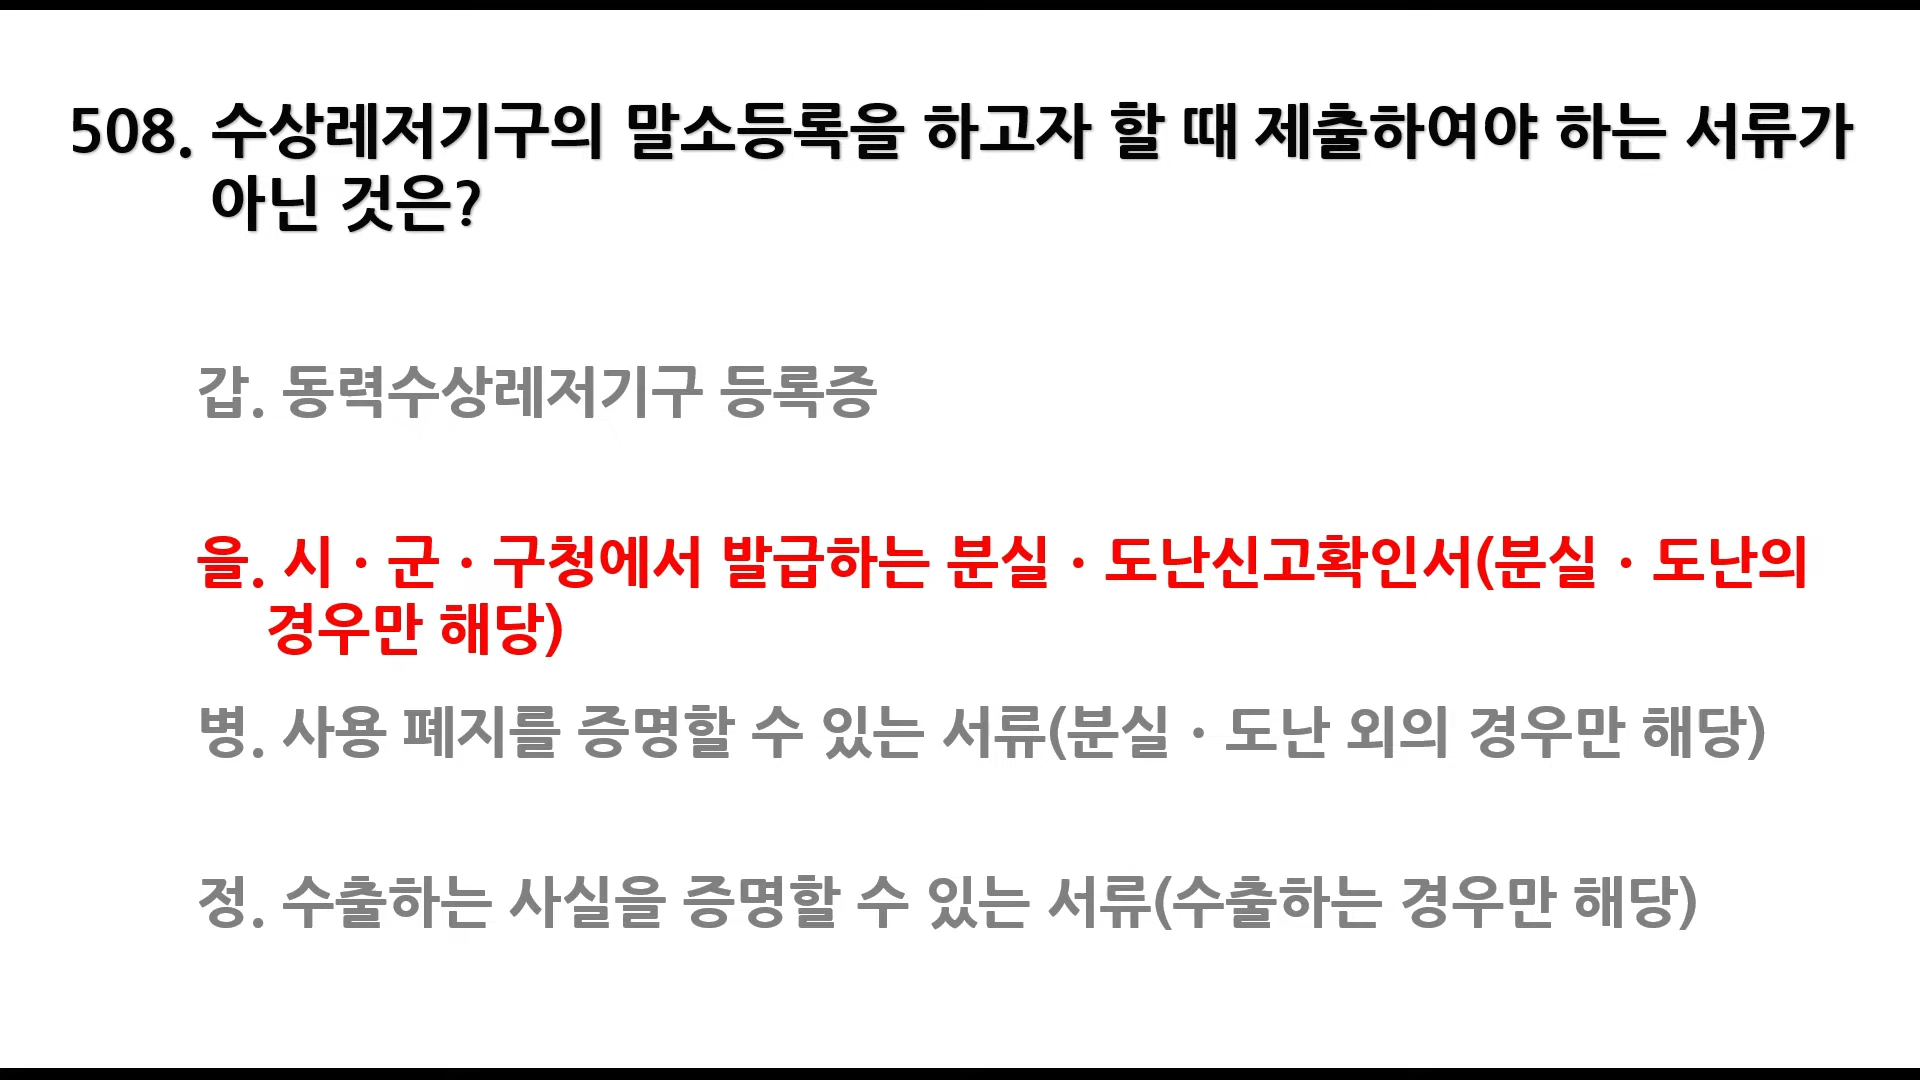 508. 수상레저기구의 말소등록을 하고자 할 때 제출하여야 하는 서류가
아닌 것은?
갑. 동력수상레저기구 등록증
을. 시ㆍ군ㆍ구청에서 발급하는 분실ㆍ도난신고확인서(분실ㆍ도난의
경우만 해당)
병. 사용 폐지를 증명할 수 있는 서류(분실ㆍ도난 외의 경우만 해당)
정. 수출하는 사실을 증명할 수 있는 서류(수출하는 경우만 해당)